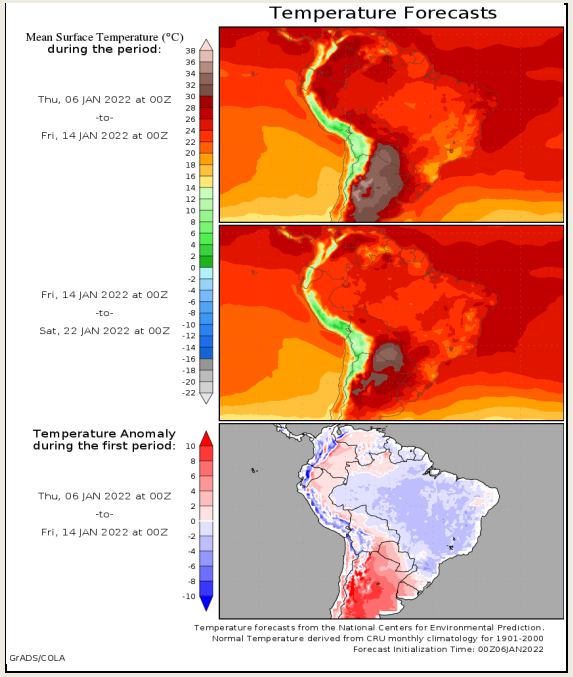 Temperature Forecasts
Mean Surface Temperature (°C)
during the period:
38
36
34
32
30
28
26
24
22
20
18
16
14
12
10
8
6
4
2
0
-2
-4
-6
-8
-10
-12
-14
-16
-18
-20
-22
Thu, 06 JAN 2022 at 00Z
-to-
Fri, 14 JAN 2022 at 00Z
Fri, 14 JAN 2022 at 00Z
-to-
Sat, 22 JAN 2022 at 00Z
Temperature Anomaly
during the first period:
10
8
6
4
2
0
-2
-4
-6
-8
-10
Thu, 06 JAN 2022 at 00Z
-to-
Fri, 14 JAN 2022 at 00Z
Temperature forecasts from the National Centers for Environmental Prediction.
Normal Temperature derived from CRU monthly climatology for 1901-2000
Forecast Initialization Time: 00Z06JAN2022
GrADS/COLA